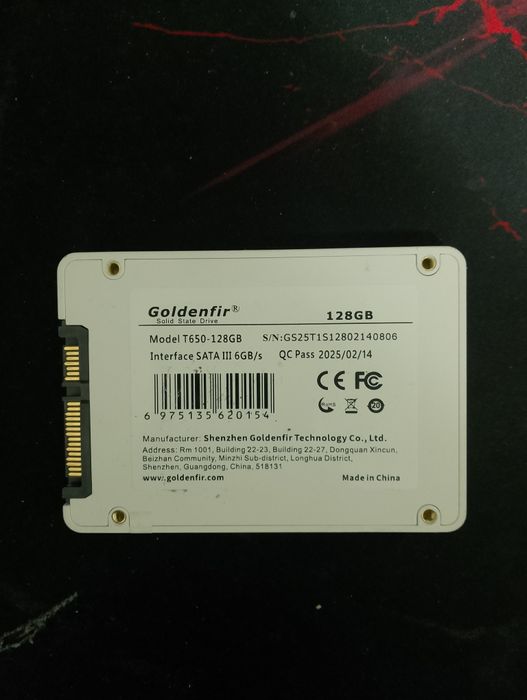 Goldenfir®
Solid State Drive
128GB
Model T650-128GB S/N:GS25T1S12802140806
Interface SATA III 6GB/s QC Pass 2025/02/14
6 975135 620154
CE FC
RoHS 20
Manufacturer: Shenzhen Goldenfir Technology Co., Ltd.
Address: Rm 1001, Building 22-23, Building 22-27, Dongquan Xincun,
Beizhan Community, Minzhi Sub-district, Longhua District,
Shenzhen, Guangdong, China, 518131
www.goldenfir.com Made in China